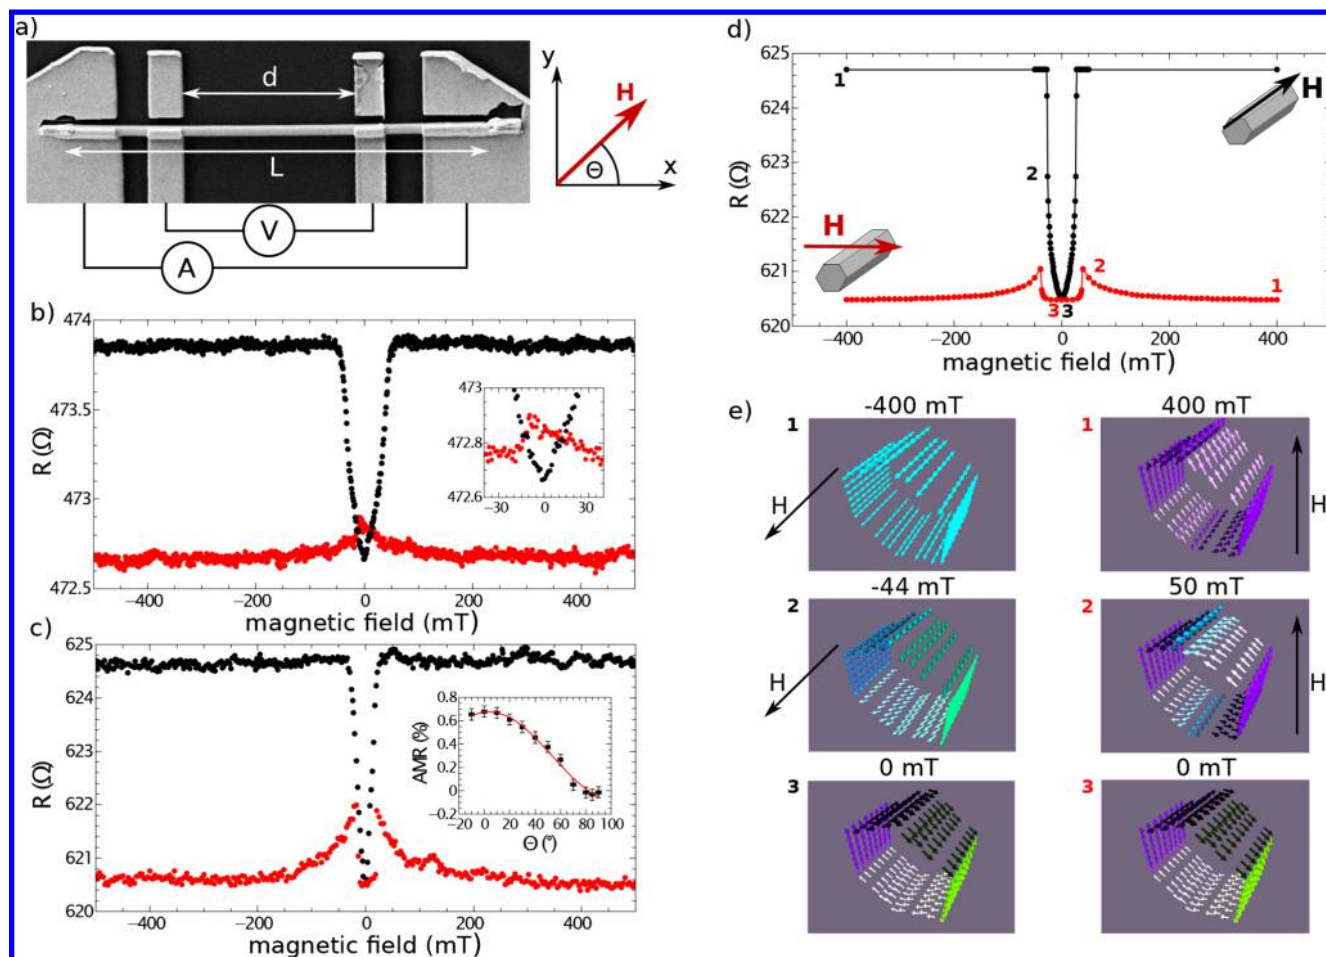 a)
d
L
V
A
y
H
Θ
x
b)
474
473.5
473
472.5
R (Ω)
−400 −200 0 200 400
magnetic field (mT)
473
472.8
472.6
−30 0 30
c)
625
624
623
622
621
620
R (Ω)
−400 −200 0 200 400
magnetic field (mT)
0.8
0.6
0.4
0.2
0
−0.2
AMR (%)
−20 0 20 40 60 80 100
Θ (°)
d)
625
624
623
622
621
620
R (Ω)
1
2
H
H
2
1
3 3
−400 −200 0 200 400
magnetic field (mT)
e)
-400 mT 400 mT
1 1
H H
-44 mT 50 mT
2 2
H H
0 mT 0 mT
3 3